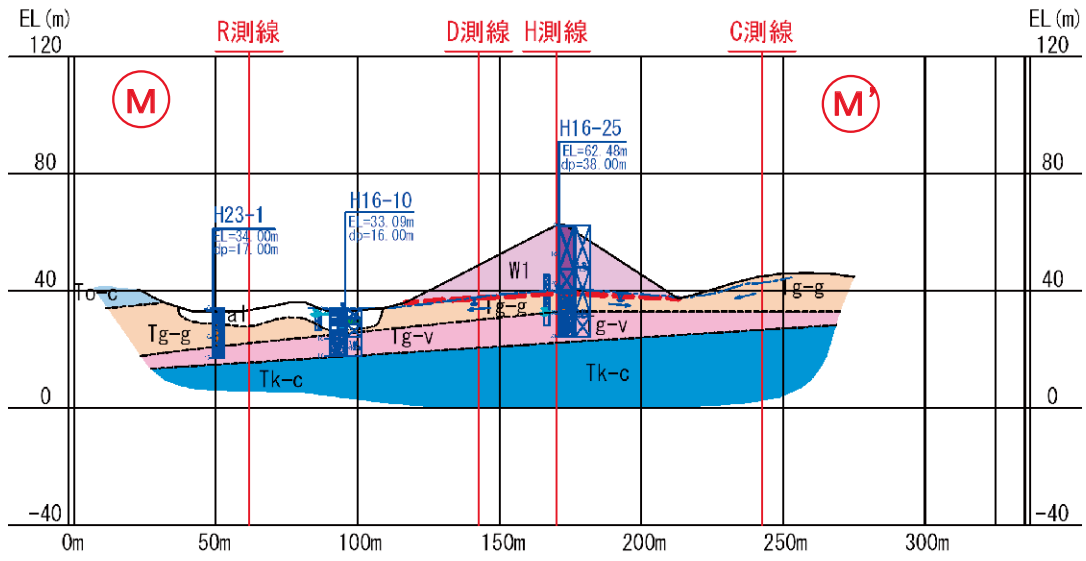 EL(m)
R測線
D測線
H測線
C測線
EL(m)
120
120
M
M’
H16-25
EL=62.48m
dp=38.00m
80
80
H16-10
EL=33.09m
dp=16.00m
H23-1
EL=34.00m
dp=17.00m
W1
40
40
To-c
al
Tg-g
Tg-g
Tg-g
Tg-v
g-v
Tk-c
Tk-c
0
0
-40
-40
0m
50m
100m
150m
200m
250m
300m